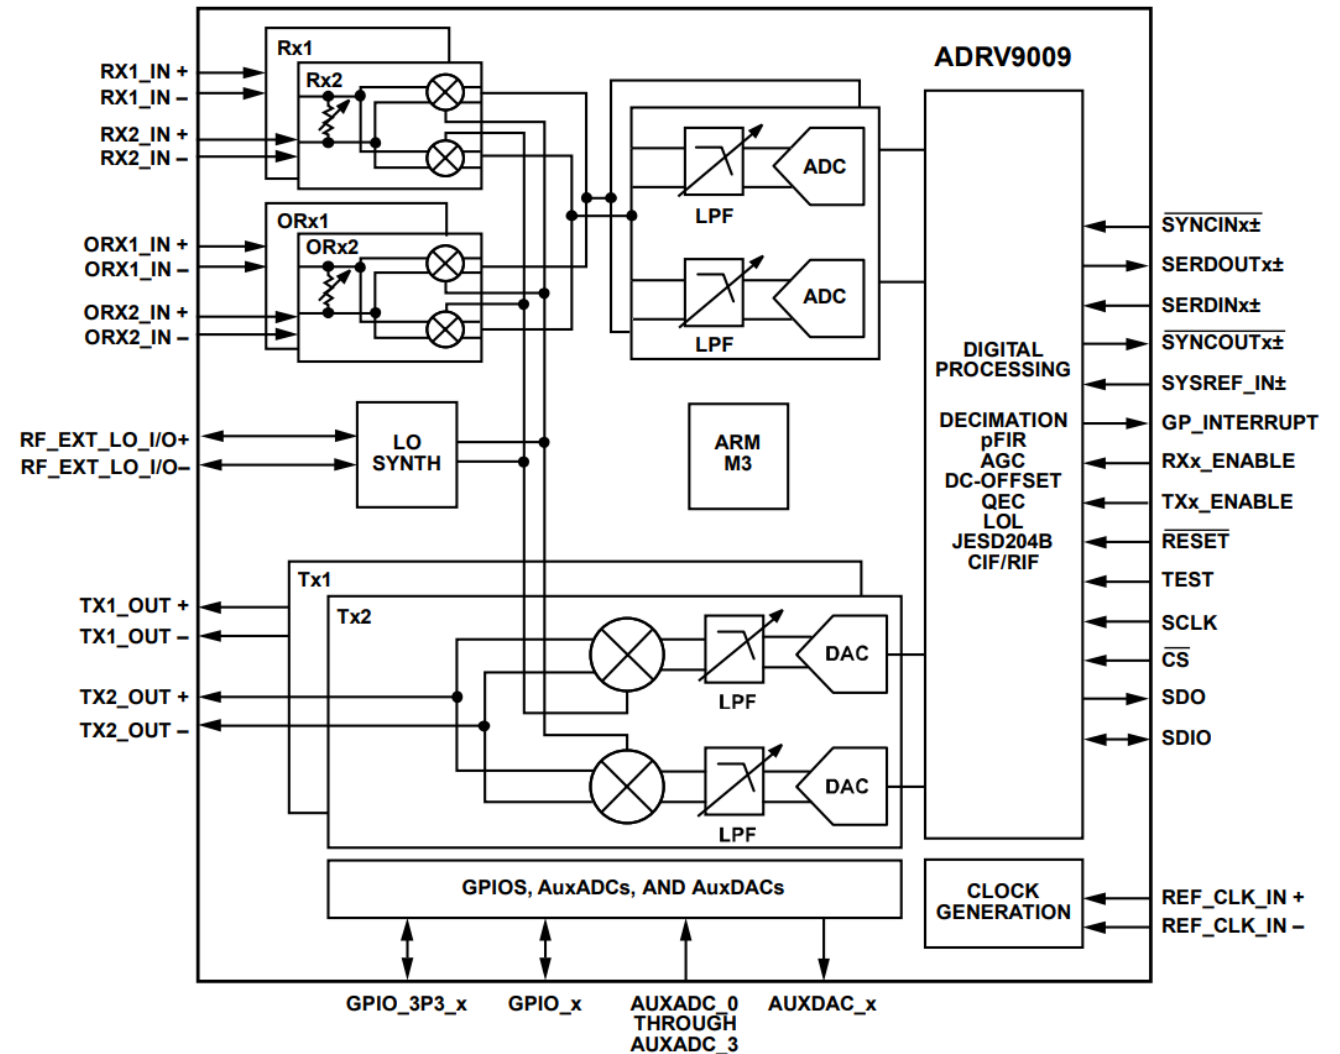 ADRV9009
Rx1
Rx2
RX1_IN +
RX1_IN –
RX2_IN +
RX2_IN –
ORx1
ORx2
ORX1_IN +
ORX1_IN –
ORX2_IN +
ORX2_IN –
LPF
ADC
LPF
ADC
RF_EXT_LO_I/O+
RF_EXT_LO_I/O–
LO
SYNTH
ARM
M3
DIGITAL
PROCESSING
DECIMATION
pFIR
AGC
DC-OFFSET
QEC
LOL
JESD204B
CIF/RIF
SYNCINx±
SERDOUTx±
SERDINx±
SYNCOUTx±
SYSREF_IN±
GP_INTERRUPT
RXx_ENABLE
TXx_ENABLE
RESET
TEST
SCLK
CS
SDO
SDIO
Tx1
Tx2
TX1_OUT +
TX1_OUT –
TX2_OUT +
TX2_OUT –
LPF
DAC
LPF
DAC
GPIOS, AuxADCs, AND AuxDACs
CLOCK
GENERATION
REF_CLK_IN +
REF_CLK_IN –
GPIO_3P3_x
GPIO_x
AUXADC_0
THROUGH
AUXADC_3
AUXDAC_x